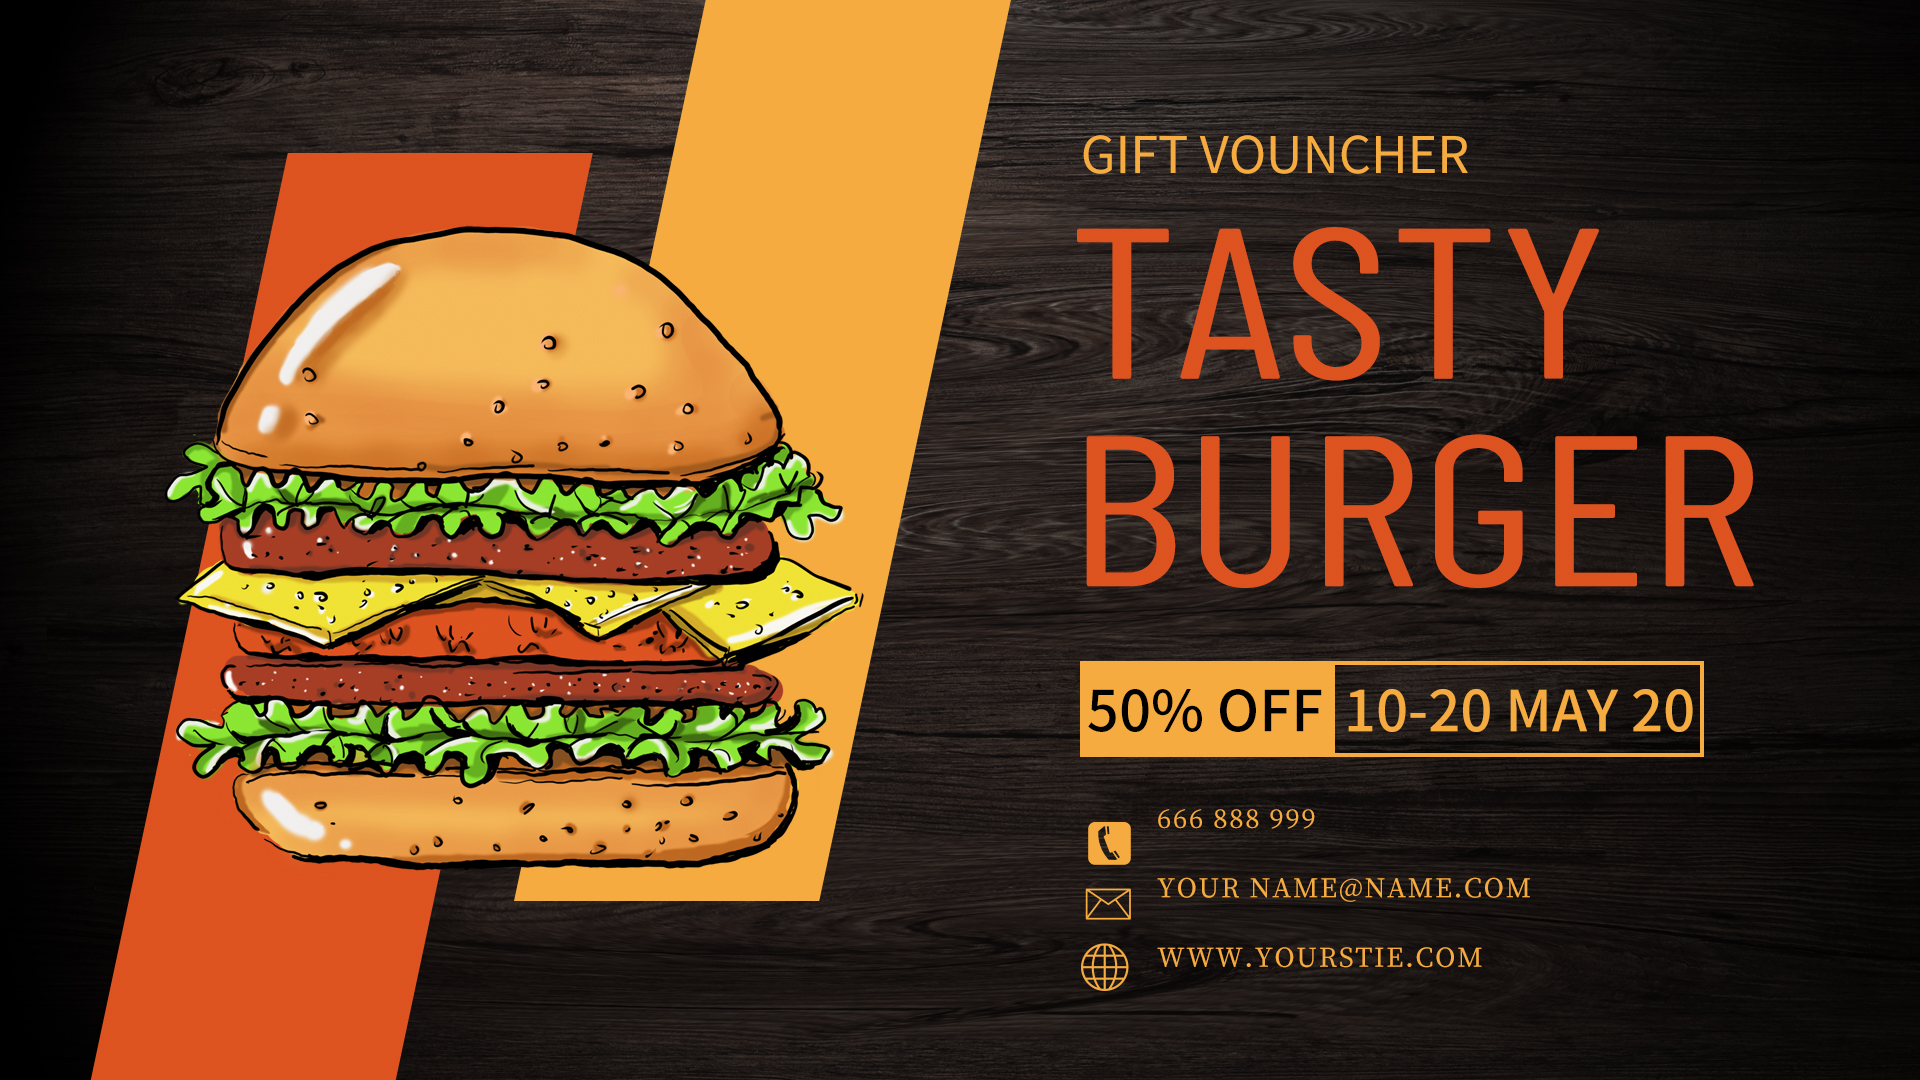 GIFT VOUNCHER
TASTY
BURGER
50% OFF 10-20 MAY 20
666 888 999
YOUR NAME@NAME.COM
WWW.YOURSTIE.COM